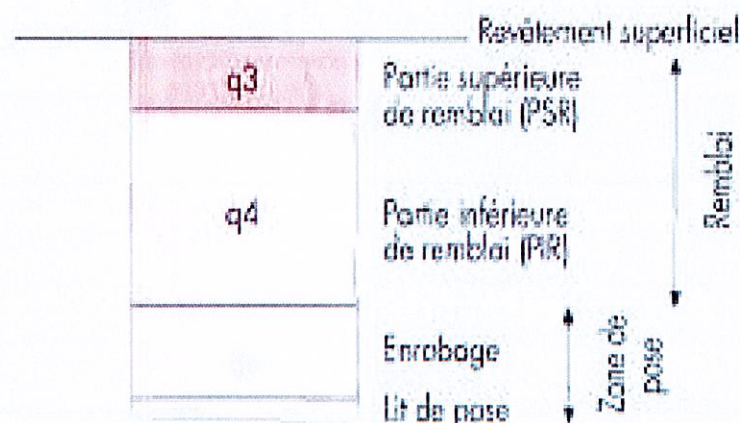 Revêtement superficiel
q3
Partie supérieure
de remblai (PSR)
q4
Partie inférieure
de remblai (PIR)
Remblai
Enrobage
Lit de pose
Zone de
pose